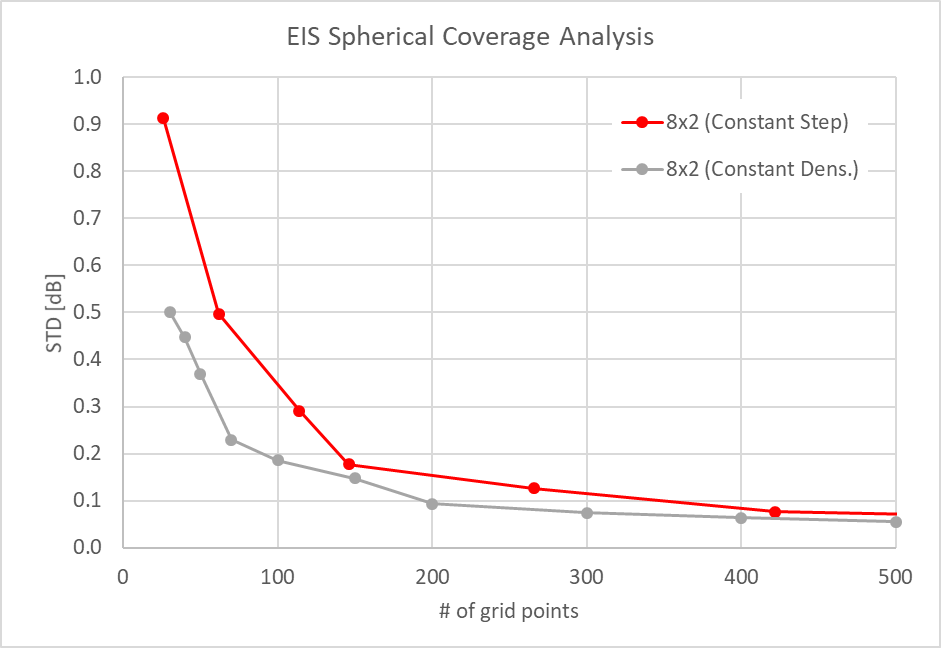 EIS Spherical Coverage Analysis
1.0
0.9
0.8
0.7
0.6
0.5
0.4
0.3
0.2
0.1
0.0
STD [dB]
8x2 (Constant Step)
8x2 (Constant Dens.)
0 100 200 300 400 500
# of grid points